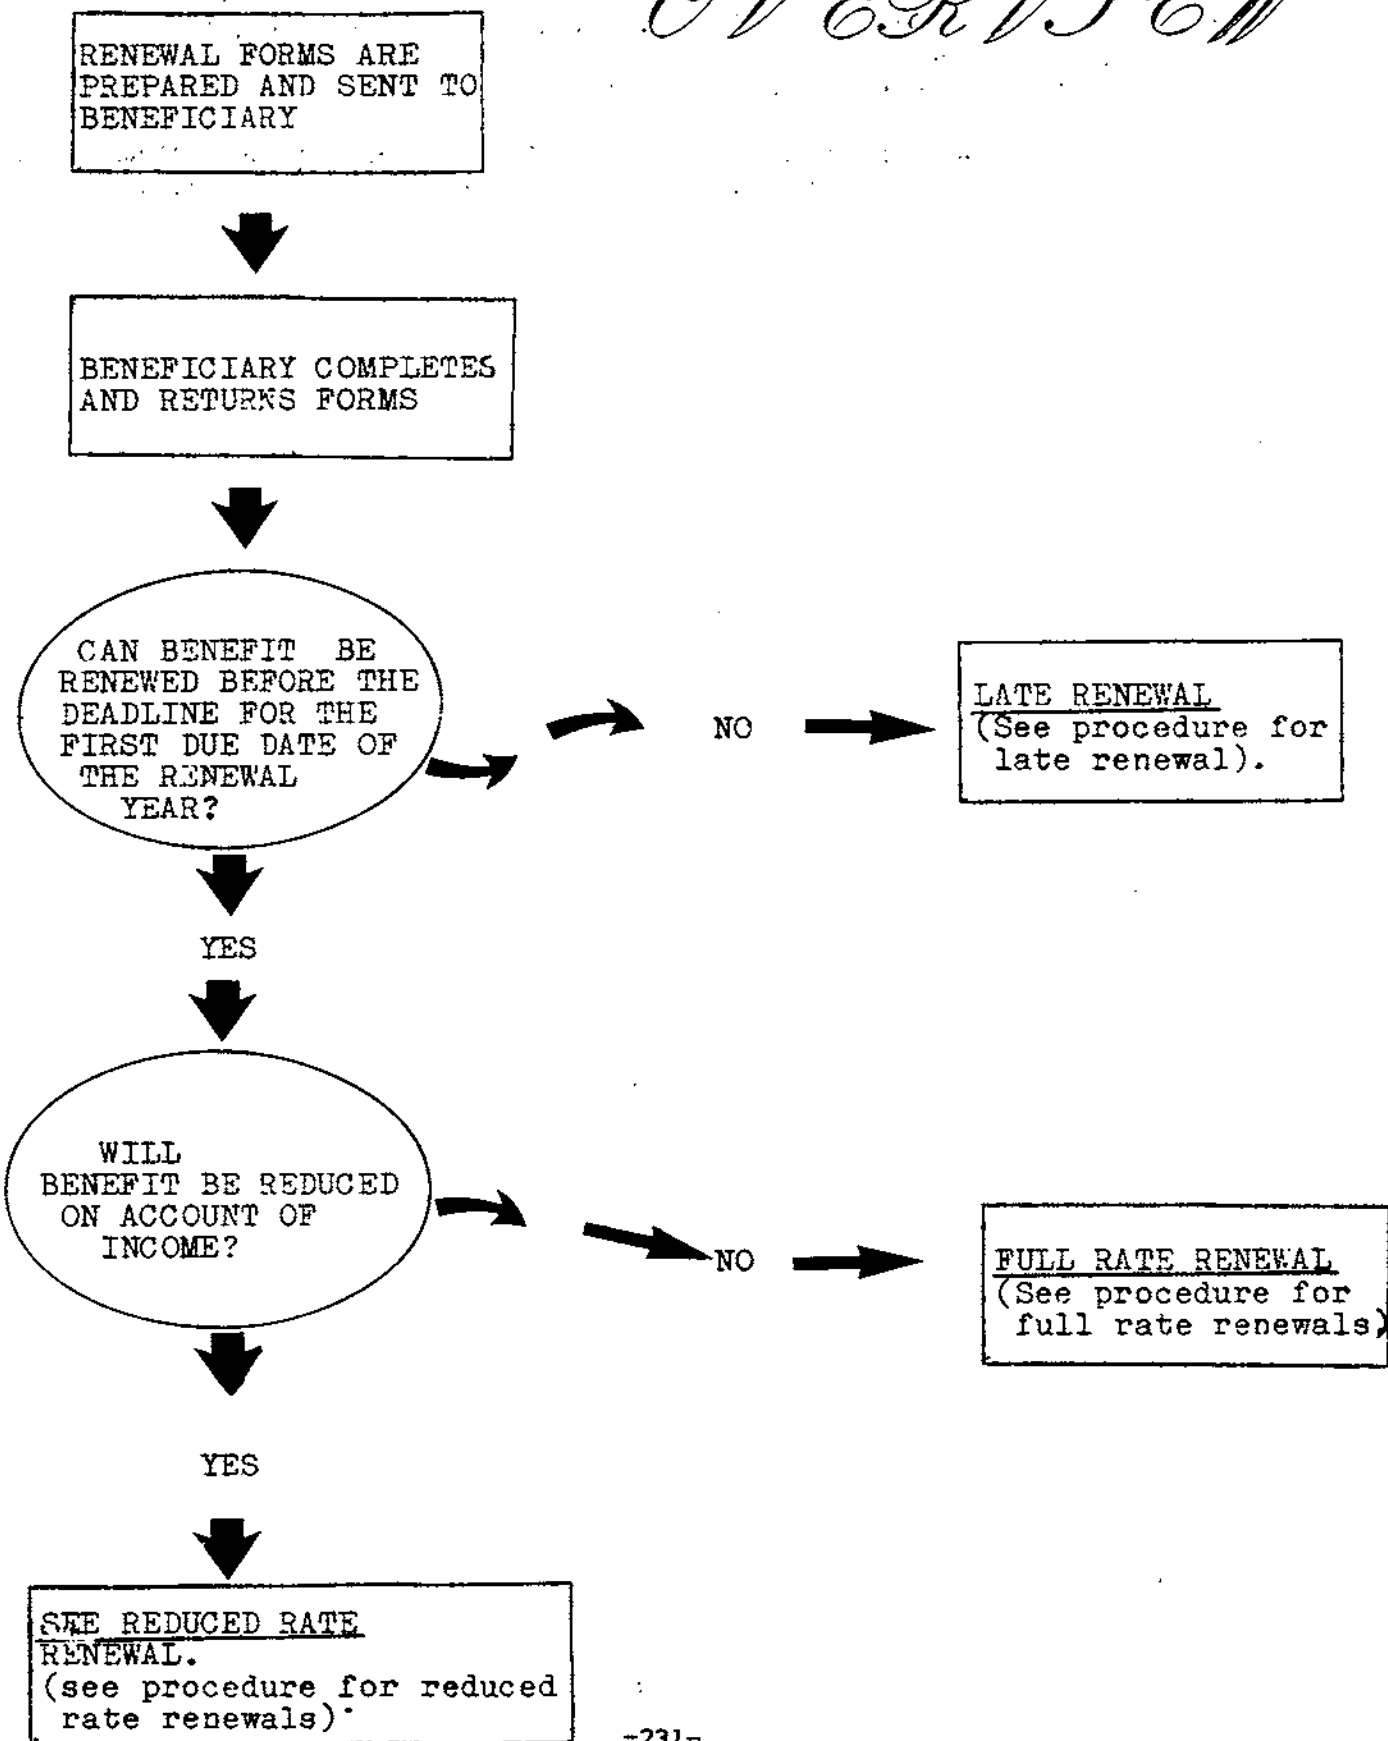 OVERVIEW
RENEWAL FORMS ARE
PREPARED AND SENT TO
BENEFICIARY
BENEFICIARY COMPLETES
AND RETURNS FORMS
CAN BENEFIT BE
RENEWED BEFORE THE
DEADLINE FOR THE
FIRST DUE DATE OF
THE RENEWAL
YEAR?
NO
LATE RENEWAL
(See procedure for
late renewal).
YES
WILL
BENEFIT BE REDUCED
ON ACCOUNT OF
INCOME?
NO
FULL RATE RENEWAL
(See procedure for
full rate renewals)
YES
SEE REDUCED RATE
RENEWAL.
(see procedure for reduced
rate renewals)
-231-